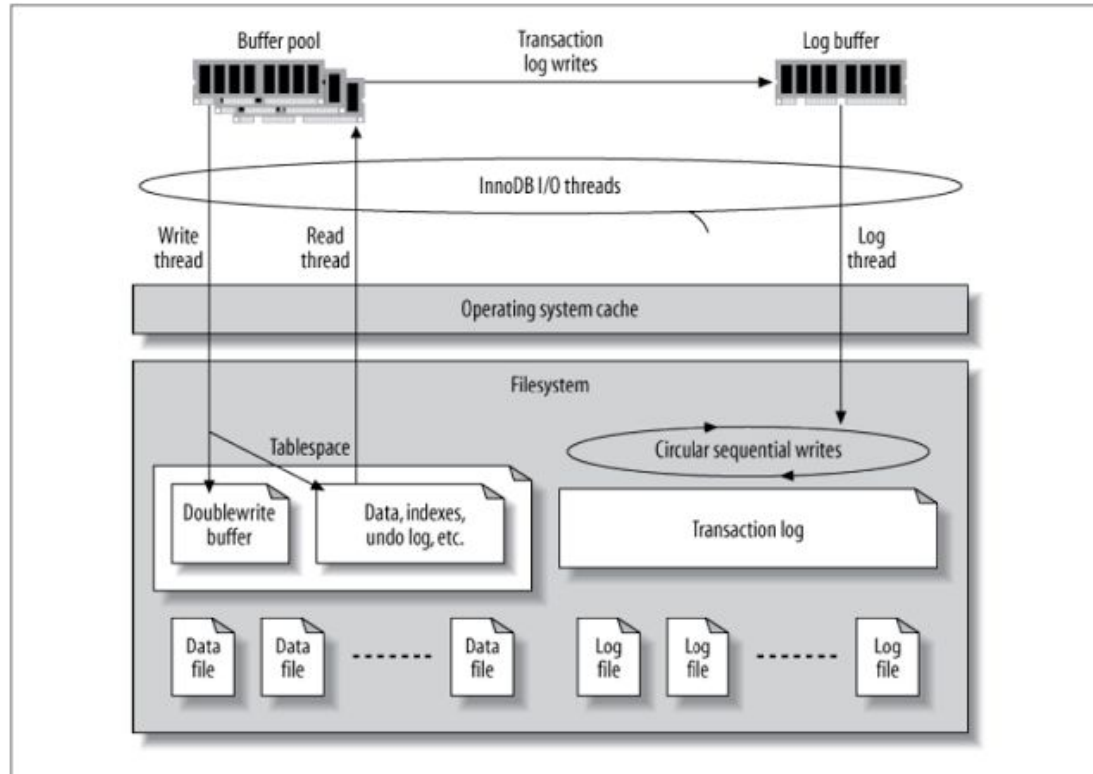 Buffer pool
Transaction
log writes
Log buffer
InnoDB I/O threads
Write
thread
Read
thread
Log
thread
Operating system cache
Filesystem
Tablespace
Circular sequential writes
Doublewrite
buffer
Data, indexes,
undo log, etc.
Transaction log
Data
file
Data
file
Data
file
Log
file
Log
file
Log
file